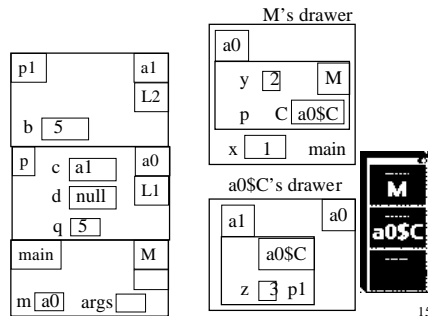 M's drawer
a0
y 2 M
p C a0$C
x 1 main
p1 a1
L2
b 5
p c a1 a0
d null L1
q 5
main M
m a0 args
a0$C's drawer
a1 a0
a0$C
z 3 p1
M
a0$C
15